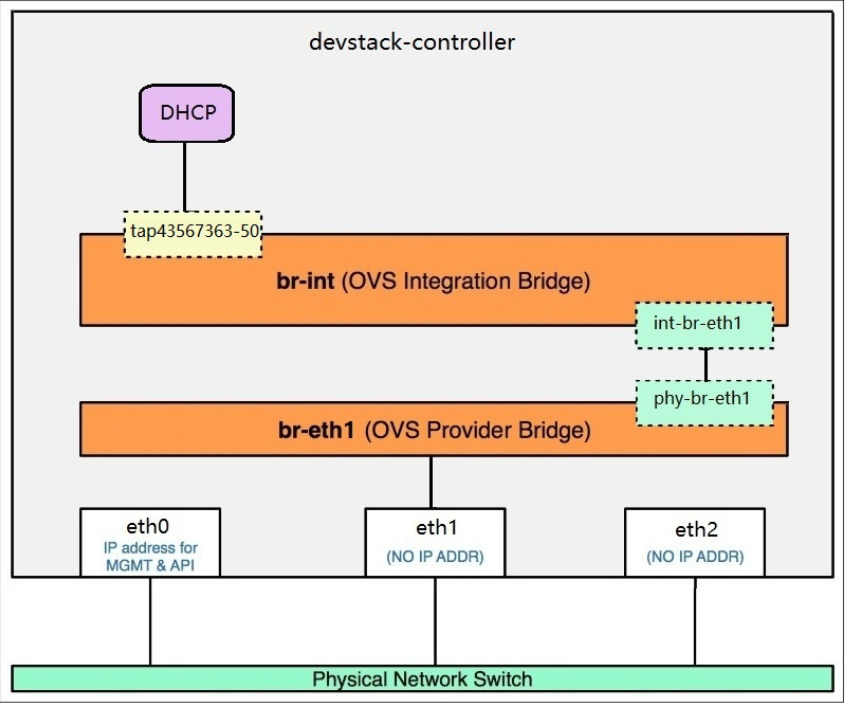 devstack-controller
DHCP
tap43567363-50
br-int (OVS Integration Bridge)
int-br-eth1
phy-br-eth1
br-eth1 (OVS Provider Bridge)
eth0
IP address for
MGMT & API
eth1
(NO IP ADDR)
eth2
(NO IP ADDR)
Physical Network Switch